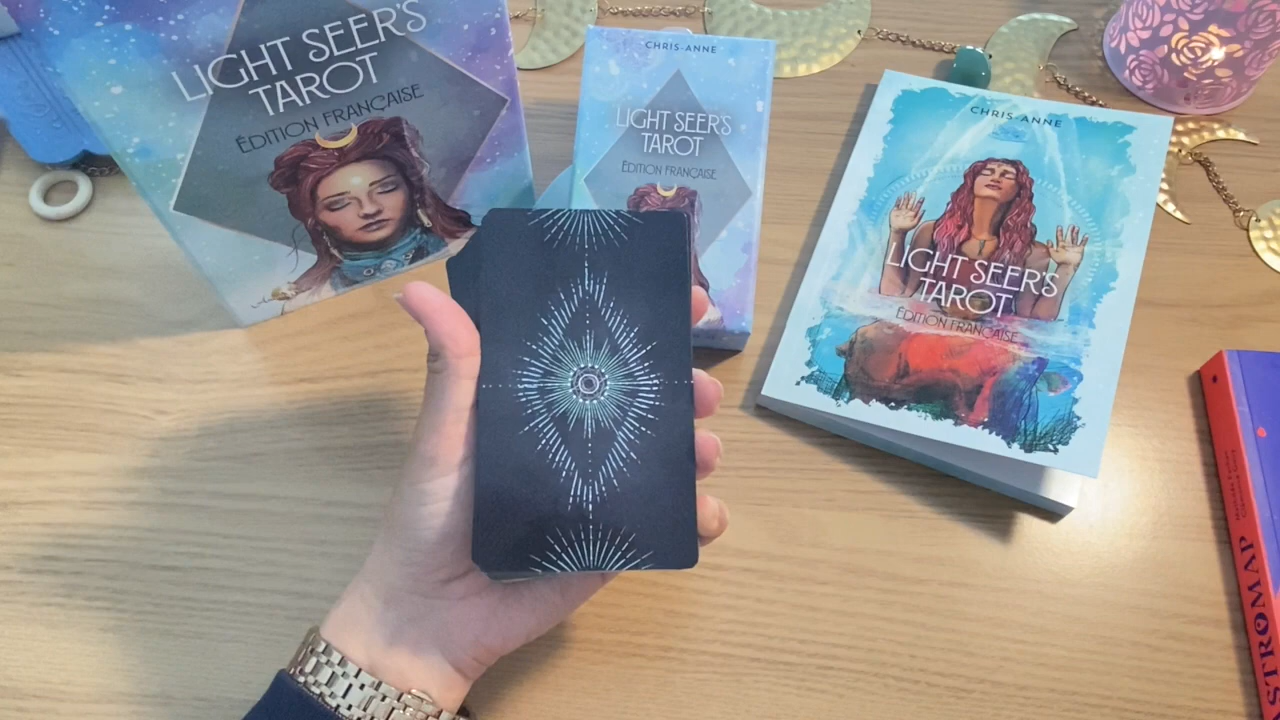 LIGHT SEER'S
TAROT
ÉDITION FRANÇAISE
CHRIS-ANNE
LIGHT SEER'S
TAROT
ÉDITION FRANÇAISE
CHRIS-ANNE
LIGHT SEER'S
TAROT
ÉDITION FRANÇAISE
STROMAP